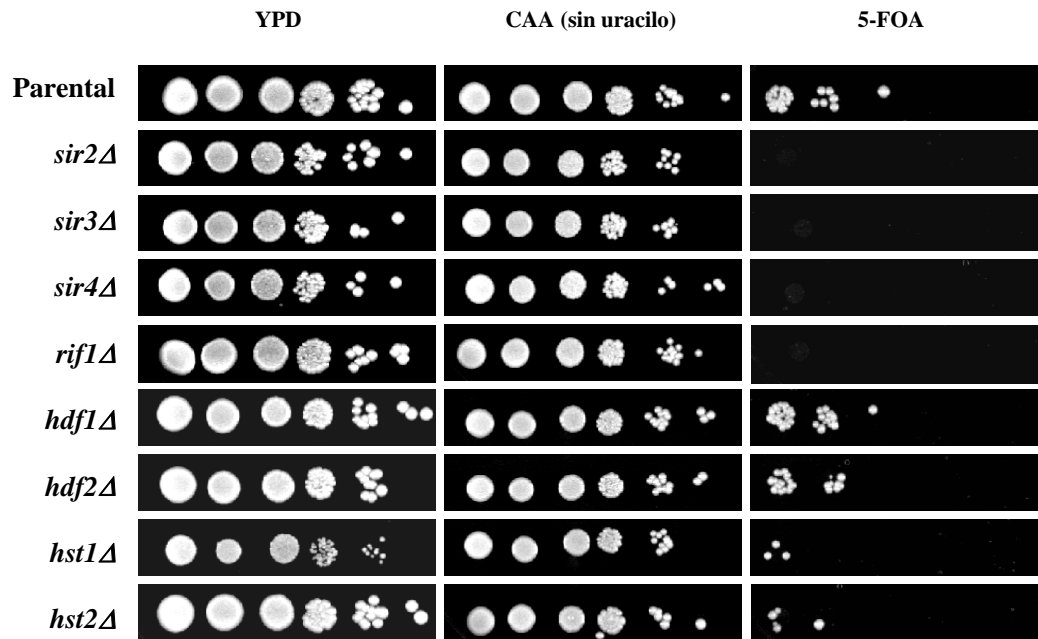 YPD CAA (sin uracilo) 5-FOA
Parental
sir2Δ
sir3Δ
sir4Δ
rif1Δ
hdf1Δ
hdf2Δ
hst1Δ
hst2Δ